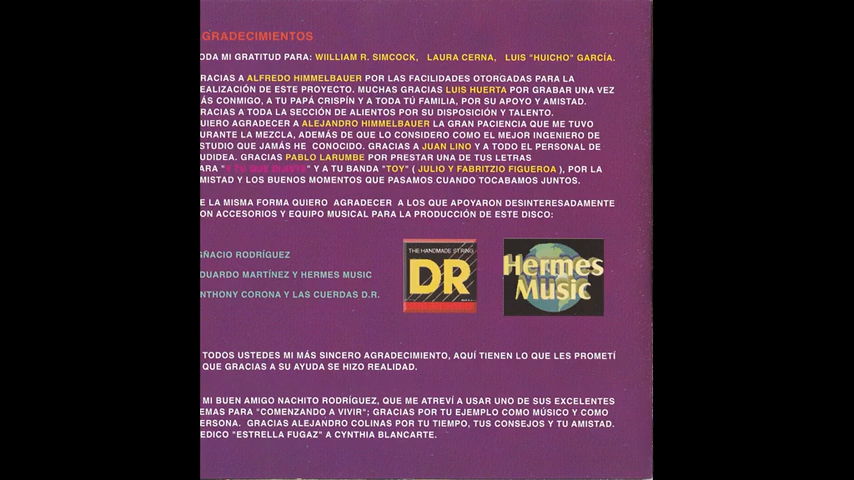 GRADECIMIENTOS
ODA MI GRATITUD PARA: WILLIAM R. SIMCOCK, LAURA CERNA, LUIS "HUICHO" GARCÍA.
RACIAS A ALFREDO HIMMELBAUER POR LAS FACILIDADES OTORGADAS PARA LA
EALIZACIÓN DE ESTE PROYECTO. MUCHAS GRACIAS LUIS HUERTA POR GRABAR UNA VEZ
ÁS CONMIGO, A TU PAPÁ CRISPÍN Y A TODA TÚ FAMILIA, POR SU APOYO Y AMISTAD.
RACIAS A TODA LA SECCIÓN DE ALIENTOS POR SU DISPOSICIÓN Y TALENTO.
UIERO AGRADECER A ALEJANDRO HIMMELBAUER LA GRAN PACIENCIA QUE ME TUVO
URANTE LA MEZCLA, ADEMÁS DE QUE LO CONSIDERO COMO EL MEJOR INGENIERO DE
STUDIO QUE JAMÁS HE CONOCIDO. GRACIAS A JUAN LINO Y A TODO EL PERSONAL DE
UDIDEA. GRACIAS PABLO LARUMBE POR PRESTAR UNA DE TUS LETRAS
ARA "Y TU QUE" Y A TU BANDA "TOY" ( JULIO Y FABRITZIO FIGUEROA ), POR LA
MISTAD Y LOS BUENOS MOMENTOS QUE PASAMOS CUANDO TOCABAMOS JUNTOS.
E LA MISMA FORMA QUIERO AGRADECER A LOS QUE APOYARON DESINTERESADAMENTE
ON ACCESORIOS Y EQUIPO MUSICAL PARA LA PRODUCCIÓN DE ESTE DISCO:
GÑACIO RODRÍGUEZ
DUARDO MARTÍNEZ Y HERMES MUSIC
NTHONY CORONA Y LAS CUERDAS D.R.
THE HANDMADE STRING
DR
Hermes
Music
TODOS USTEDES MI MÁS SINCERO AGRADECIMIENTO, AQUÍ TIENEN LO QUE LES PROMETÍ
QUE GRACIAS A SU AYUDA SE HIZO REALIDAD.
MI BUEN AMIGO NACHITO RODRÍGUEZ, QUE ME ATREVÍ A USAR UNO DE SUS EXCELENTES
EMAS PARA "COMENZANDO A VIVIR"; GRACIAS POR TU EJEMPLO COMO MÚSICO Y COMO
ERSONA. GRACIAS ALEJANDRO COLINAS POR TU TIEMPO, TUS CONSEJOS Y TU AMISTAD.
EDICO "ESTRELLA FUGAZ" A CYNTHIA BLANCARTE.